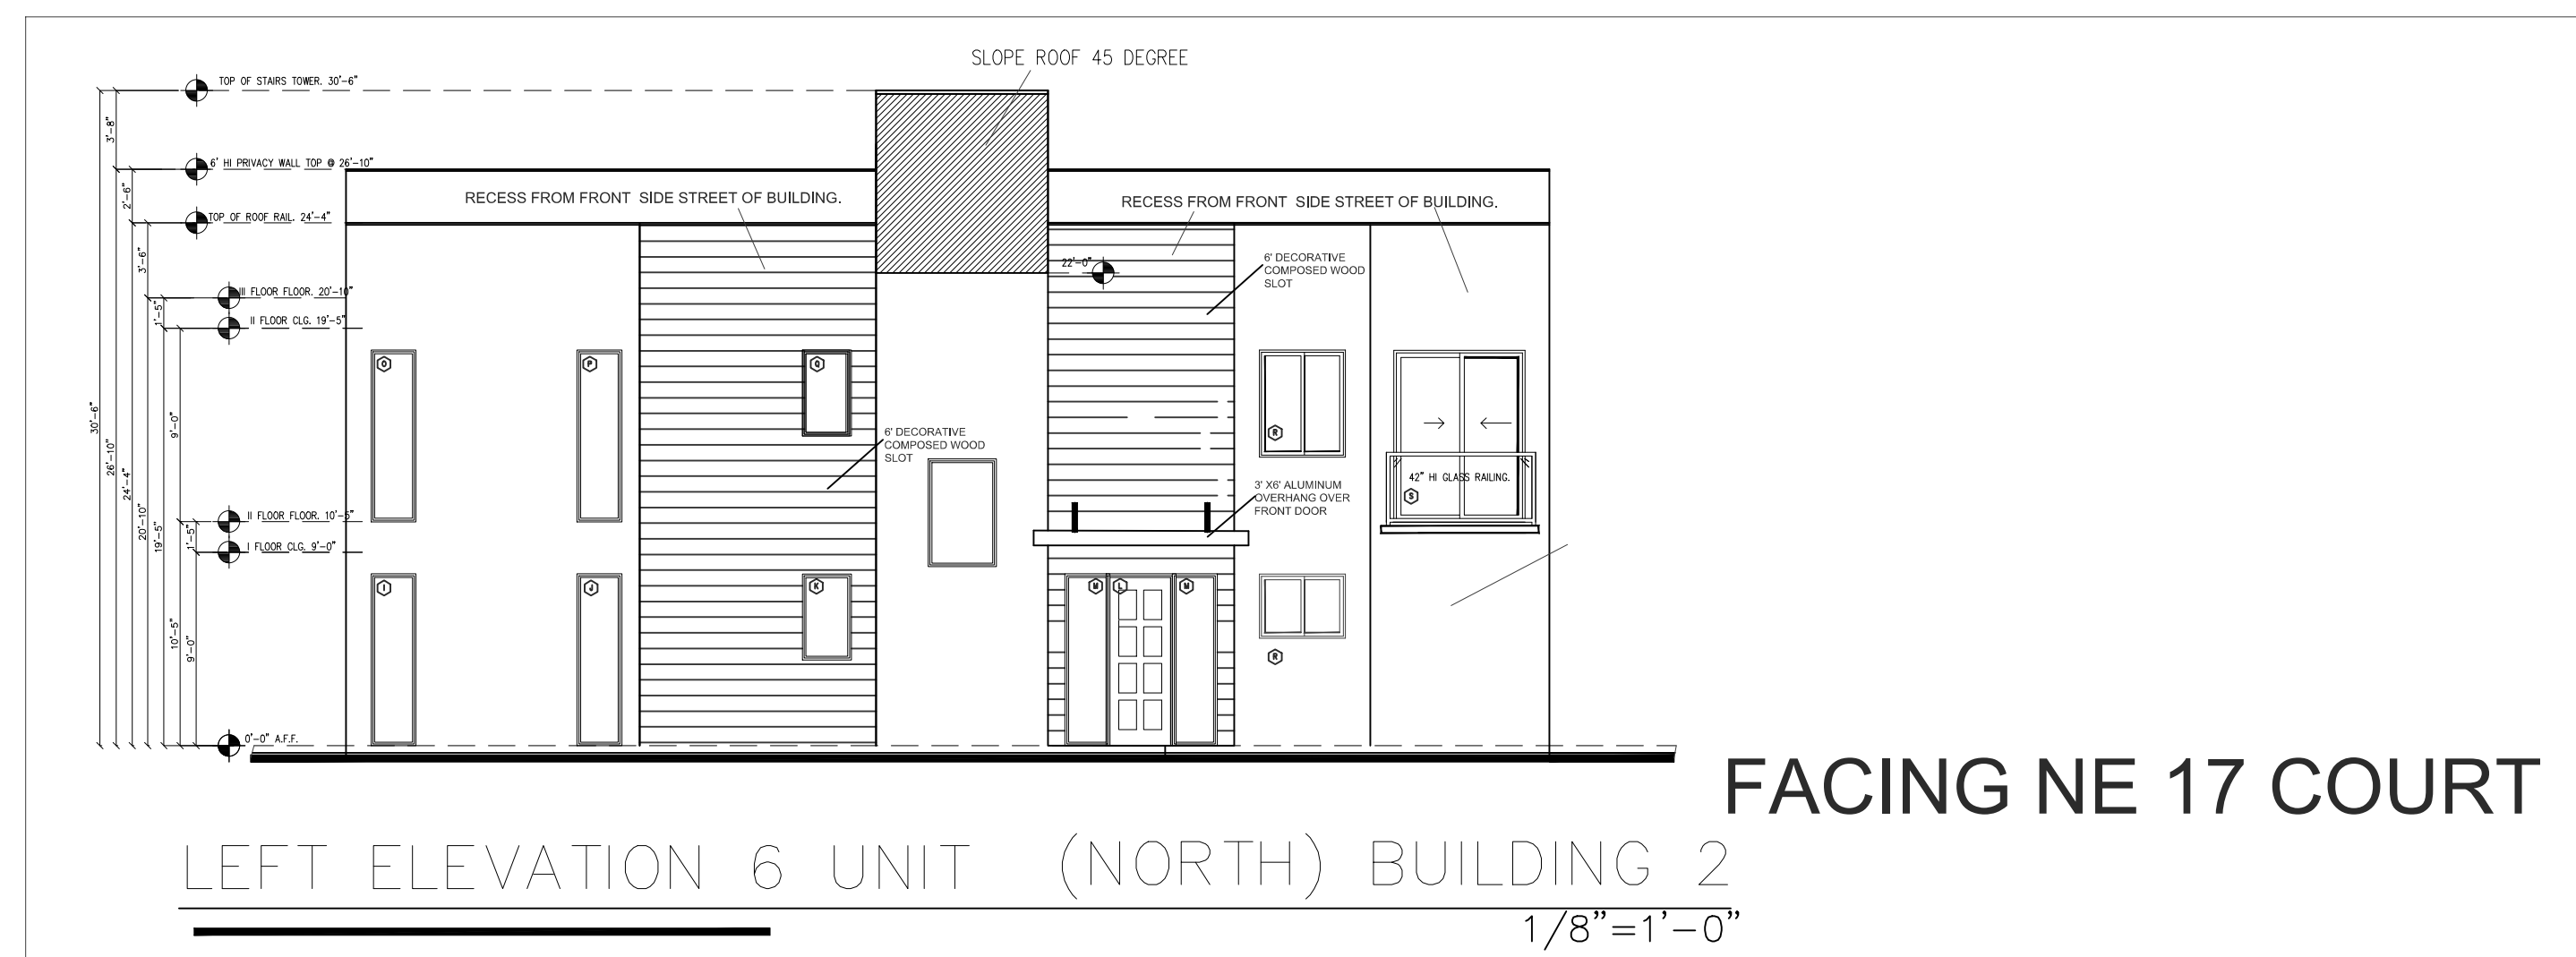 SLOPE ROOF 45 DEGREE
TOP OF STAIRS TOWER. 30'-6"
6' HI PRIVACY WALL TOP @ 26'-10"
RECESS FROM FRONT SIDE STREET OF BUILDING.
RECESS FROM FRONT SIDE STREET OF BUILDING.
TOP OF ROOF RAIL. 24'-4"
22'-0"
6' DECORATIVE
COMPOSED WOOD
SLOT
III FLOOR FLOOR. 20'-10"
II FLOOR CLG. 19'-5"
O
P
Q
R
6' DECORATIVE
COMPOSED WOOD
SLOT
42" HI GLASS RAILING.
S
3' X6' ALUMINUM
OVERHANG OVER
FRONT DOOR
II FLOOR FLOOR. 10'-5"
I FLOOR CLG. 9'-0"
I
J
K
M
L
M
R
0'-0" A.F.F.
3'-8"
2'-6"
3'-6"
1'-5"
9'-0"
1'-5"
30'-6"
26'-10"
24'-4"
20'-10"
19'-5"
10'-5"
9'-0"
FACING NE 17 COURT
LEFT ELEVATION 6 UNIT (NORTH) BUILDING 2
1/8"=1'-0"